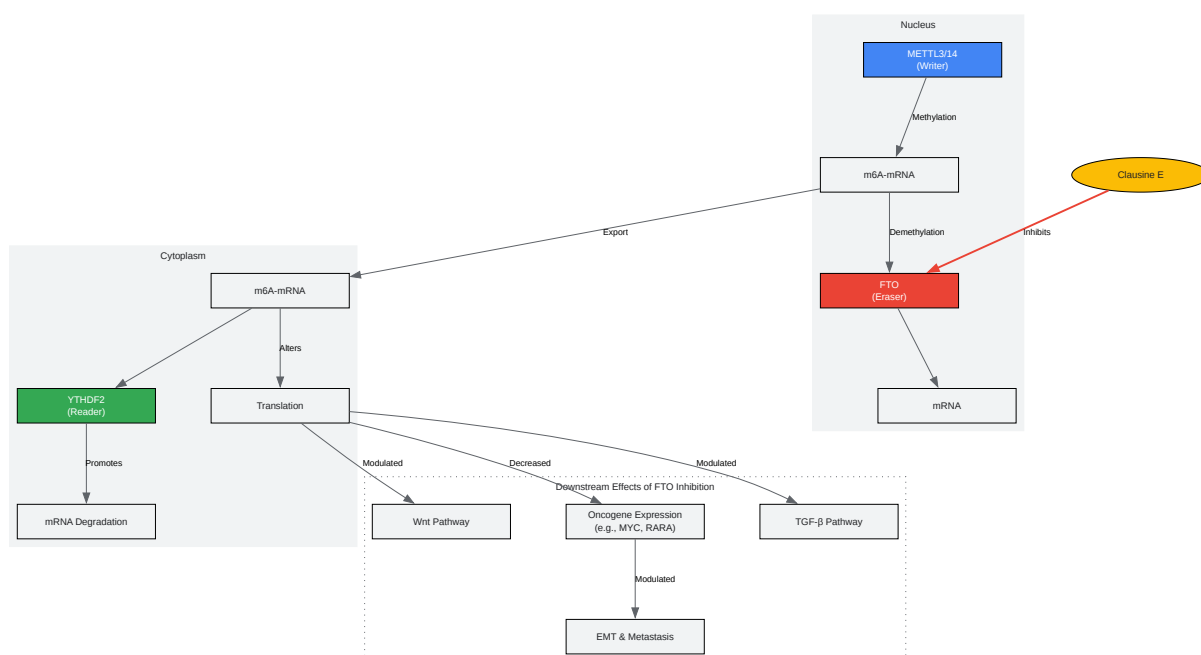 Nucleus
METTL3/14
(Writer)
Methylation
m6A-mRNA
Clausine E
Export
Demethylation
Inhibits
Cytoplasm
m6A-mRNA
FTO
(Eraser)
Alters
YTHDF2
(Reader)
Translation
mRNA
Promotes
Modulated
Decreased
Modulated
Downstream Effects of FTO Inhibition
mRNA Degradation
Wnt Pathway
Oncogene Expression
(e.g., MYC, RARA)
TGF-β Pathway
Modulated
EMT & Metastasis